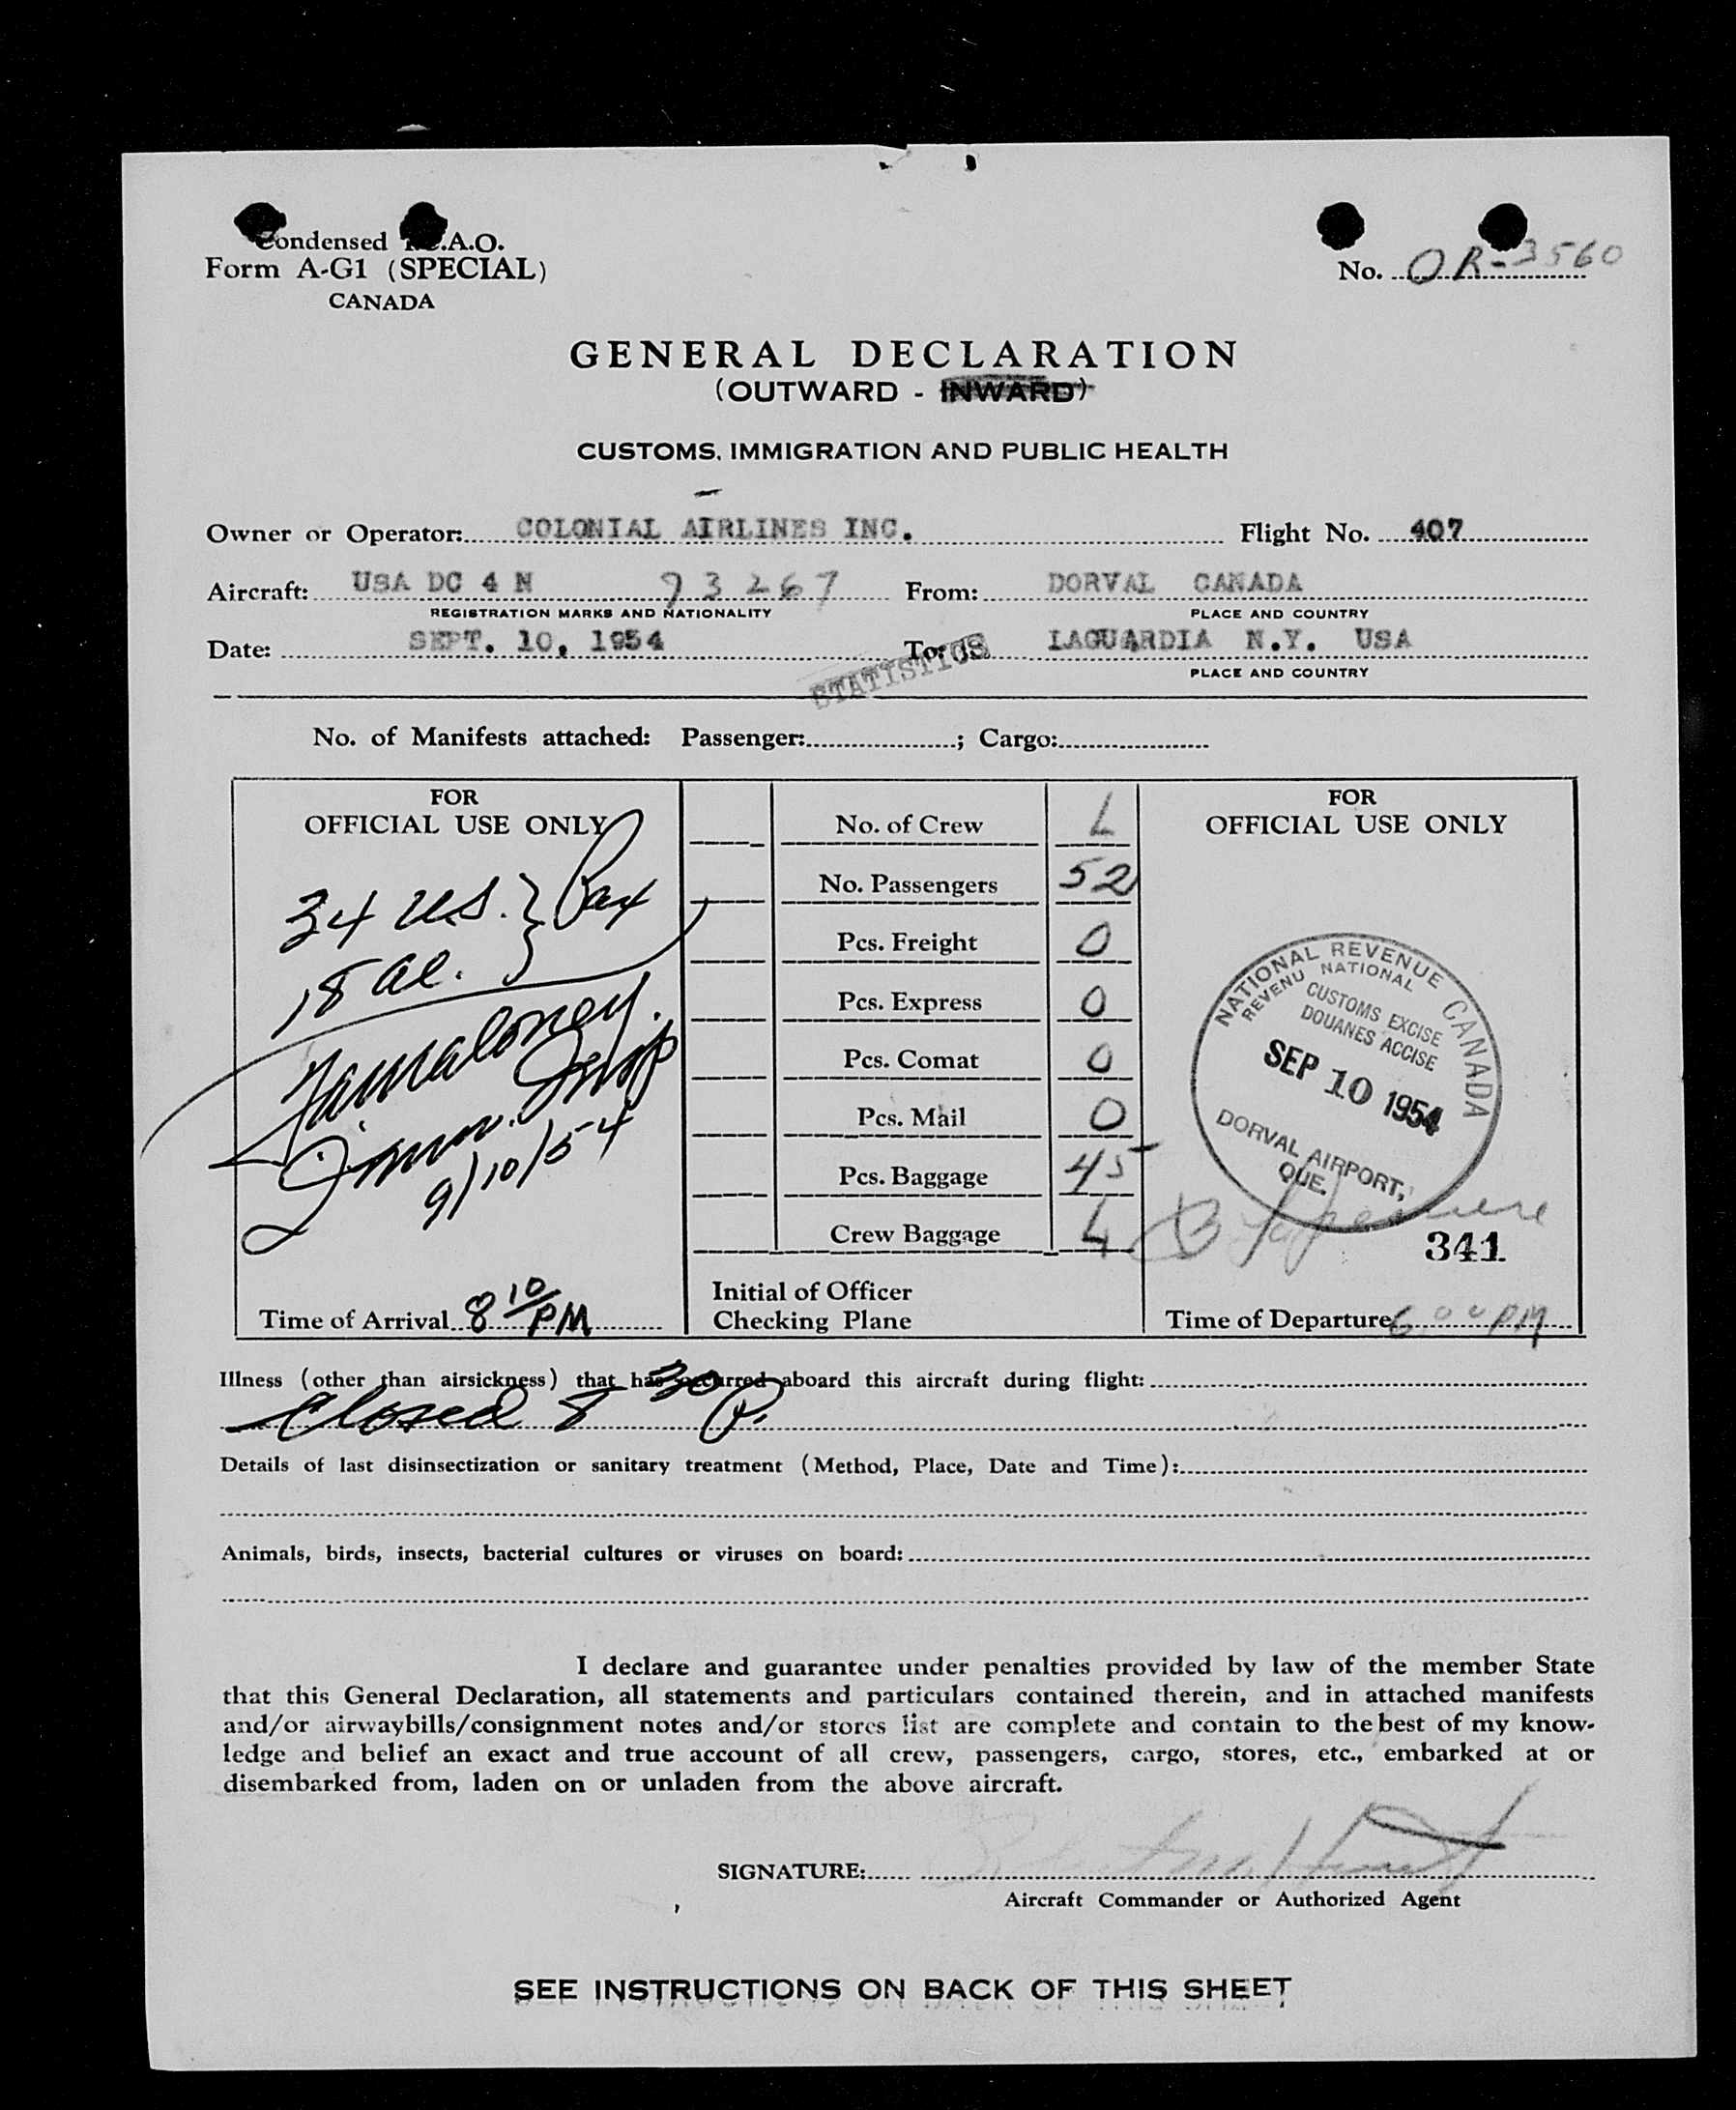 Condensed I.C.A.O.
Form A-G1 (SPECIAL)
CANADA
No. OR-3560
GENERAL DECLARATION
(OUTWARD - INWARD)
CUSTOMS, IMMIGRATION AND PUBLIC HEALTH
Owner or Operator: COLONIAL AIRLINES INC. Flight No. 407
Aircraft: USA DC 4 N 93267 From: DORVAL CANADA
REGISTRATION MARKS AND NATIONALITY PLACE AND COUNTRY
Date: SEPT. 10, 1954 To: LAGUARDIA N.Y. USA
STATISTICS
PLACE AND COUNTRY
No. of Manifests attached: Passenger: ; Cargo:
FOR
OFFICIAL USE ONLY
34 U.S. } Pax
18 al.
Jamaloney.
Imm. Insp
9/10/54
Time of Arrival 8 10/PM
No. of Crew
No. Passengers 52
Pcs. Freight 0
Pcs. Express 0
Pcs. Comat 0
Pcs. Mail 0
Pcs. Baggage 45
Crew Baggage 4
Initial of Officer
Checking Plane
FOR
OFFICIAL USE ONLY
NATIONAL REVENUE CANADA
REVENU NATIONAL
CUSTOMS EXCISE
DOUANES ACCISE
SEP 10 1954
DORVAL AIRPORT,
QUE.
341
Time of Departure 6.00 PM
Illness (other than airsickness) that has occurred aboard this aircraft during flight:
Closed 8 30 P.
Details of last disinsectization or sanitary treatment (Method, Place, Date and Time):
Animals, birds, insects, bacterial cultures or viruses on board:
I declare and guarantee under penalties provided by law of the member State
that this General Declaration, all statements and particulars contained therein, and in attached manifests
and/or airwaybills/consignment notes and/or stores list are complete and contain to the best of my know-
ledge and belief an exact and true account of all crew, passengers, cargo, stores, etc., embarked at or
disembarked from, laden on or unladen from the above aircraft.
SIGNATURE:
Aircraft Commander or Authorized Agent
SEE INSTRUCTIONS ON BACK OF THIS SHEET